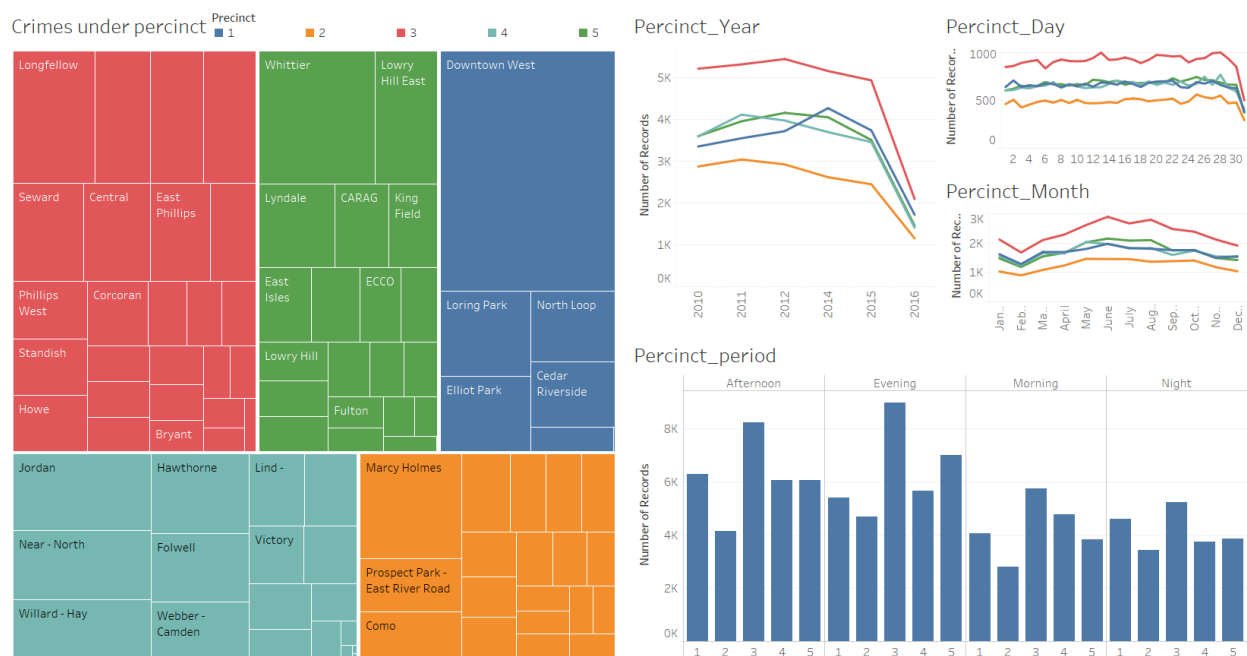 Crimes under percinct
Precinct
1
2
3
4
5
Longfellow
Seward
Central
East
Phillips
Phillips
West
Corcoran
Standish
Howe
Bryant
Whittier
Lowry
Hill East
Lyndale
CARAG
King
Field
East
Isles
ECCO
Lowry Hill
Fulton
Downtown West
Loring Park
North Loop
Elliot Park
Cedar
Riverside
Jordan
Hawthorne
Lind -
Near - North
Folwell
Victory
Willard - Hay
Webber -
Camden
Marcy Holmes
Prospect Park -
East River Road
Como
Percinct_Year
Number of Records
5K
4K
3K
2K
1K
0K
2010
2011
2012
2014
2015
2016
Percinct_Day
Number of Recor..
1000
500
0
2 4 6 8 10 12 14 16 18 20 22 24 26 28 30
Percinct_Month
Number of Rec..
3K
2K
1K
0K
Jan..
Feb..
Ma..
April
May
June
July
Aug..
Sep..
Oct..
No..
Dec..
Percinct_period
Afternoon Evening Morning Night
Number of Records
8K
6K
4K
2K
0K
1 2 3 4 5 1 2 3 4 5 1 2 3 4 5 1 2 3 4 5